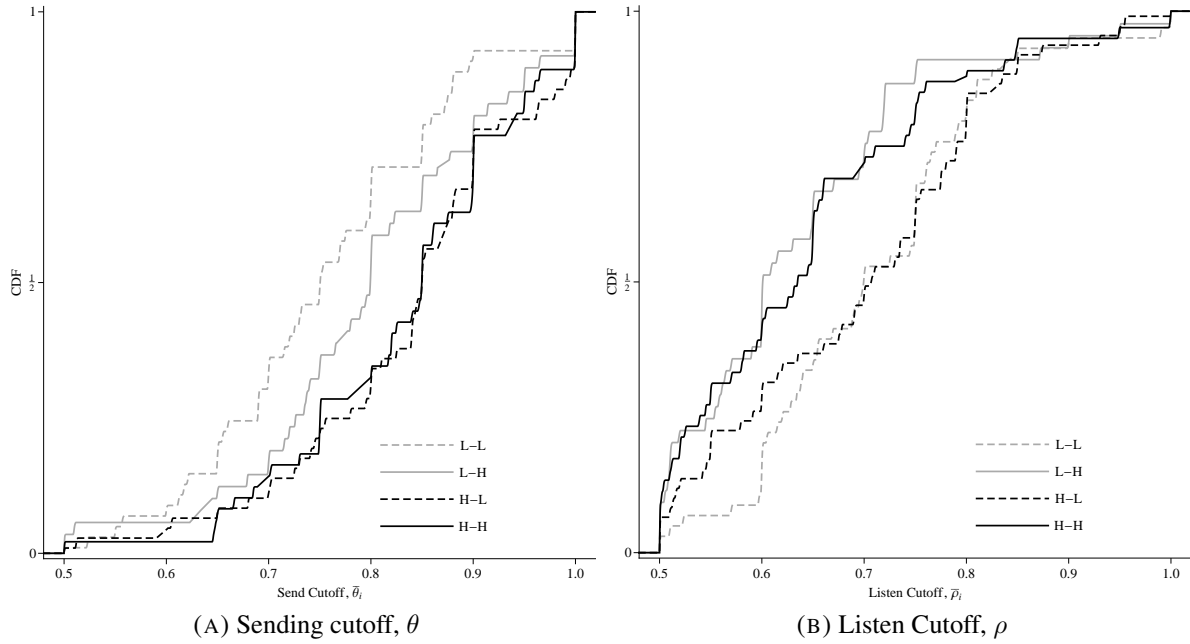 1
CDF
1/2
0
0.5 0.6 0.7 0.8 0.9 1.0
Send Cutoff, θ̅ᵢ
L–L
L–H
H–L
H–H
(A) Sending cutoff, θ
1
CDF
1/2
0
0.5 0.6 0.7 0.8 0.9 1.0
Listen Cutoff, ρ̅ᵢ
L–L
L–H
H–L
H–H
(B) Listen Cutoff, ρ